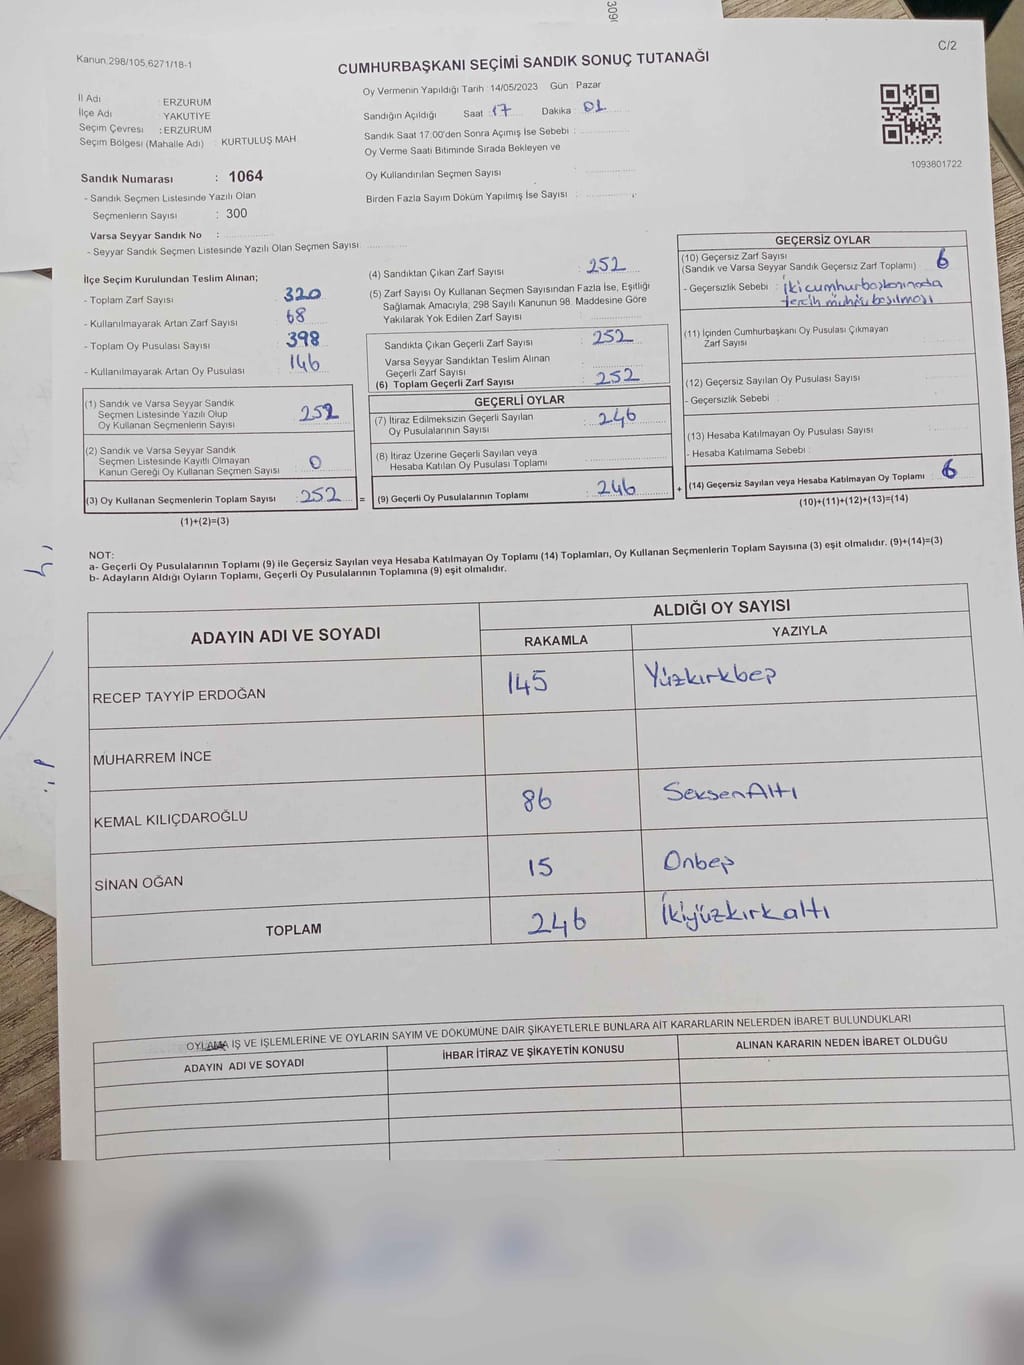 309
Kanun.298/105,6271/18-1
CUMHURBAŞKANI SEÇİMİ SANDIK SONUÇ TUTANAĞI
C/2
İl Adı : ERZURUM
İlçe Adı : YAKUTİYE
Seçim Çevresi : ERZURUM
Seçim Bölgesi (Mahalle Adı) : KURTULUŞ MAH
Sandık Numarası : 1064
- Sandık Seçmen Listesinde Yazılı Olan
Seçmenlerin Sayısı : 300
Varsa Seyyar Sandık No :
- Seyyar Sandık Seçmen Listesinde Yazılı Olan Seçmen Sayısı
Oy Vermenin Yapıldığı Tarih : 14/05/2023 Gün : Pazar
Sandığın Açıldığı Saat : 17 Dakika : 01
Sandık Saat 17:00'den Sonra Açımış İse Sebebi :
Oy Verme Saati Bitiminde Sırada Bekleyen ve
Oy Kullandırılan Seçmen Sayısı :
Birden Fazla Sayım Döküm Yapılmış İse Sayısı :
1093801722
İlçe Seçim Kurulundan Teslim Alınan;
- Toplam Zarf Sayısı : 320
- Kullanılmayarak Artan Zarf Sayısı : 68
- Toplam Oy Pusulası Sayısı : 398
- Kullanılmayarak Artan Oy Pusulası : 146
(1) Sandık ve Varsa Seyyar Sandık
Seçmen Listesinde Yazılı Olup
Oy Kullanan Seçmenlerin Sayısı : 252
(2) Sandık ve Varsa Seyyar Sandık
Seçmen Listesinde Kayıtlı Olmayan
Kanun Gereği Oy Kullanan Seçmen Sayısı : 0
(3) Oy Kullanan Seçmenlerin Toplam Sayısı : 252 =
(1)+(2)=(3)
(4) Sandıktan Çıkan Zarf Sayısı : 252
(5) Zarf Sayısı Oy Kullanan Seçmen Sayısından Fazla İse, Eşitliği
Sağlamak Amacıyla; 298 Sayılı Kanunun 98. Maddesine Göre
Yakılarak Yok Edilen Zarf Sayısı :
Sandıkta Çıkan Geçerli Zarf Sayısı : 252
Varsa Seyyar Sandıktan Teslim Alınan
Geçerli Zarf Sayısı :
(6) Toplam Geçerli Zarf Sayısı : 252
GEÇERLİ OYLAR
(7) İtiraz Edilmeksizin Geçerli Sayılan
Oy Pusulalarının Sayısı : 246
(8) İtiraz Üzerine Geçerli Sayılan veya
Hesaba Katılan Oy Pusulası Toplamı :
(9) Geçerli Oy Pusulalarının Toplamı : 246 +
GEÇERSİZ OYLAR
(10) Geçersiz Zarf Sayısı
(Sandık ve Varsa Seyyar Sandık Geçersiz Zarf Toplamı) : 6
- Geçersizlik Sebebi : İki cumhurbaşkanınada
tercih mührü basılması
(11) İçinden Cumhurbaşkanı Oy Pusulası Çıkmayan
Zarf Sayısı :
(12) Geçersiz Sayılan Oy Pusulası Sayısı :
- Geçersizlik Sebebi :
(13) Hesaba Katılmayan Oy Pusulası Sayısı :
- Hesaba Katılmama Sebebi :
(14) Geçersiz Sayılan veya Hesaba Katılmayan Oy Toplamı : 6
(10)+(11)+(12)+(13)=(14)
NOT:
a- Geçerli Oy Pusulalarının Toplamı (9) ile Geçersiz Sayılan veya Hesaba Katılmayan Oy Toplamı (14) Toplamları, Oy Kullanan Seçmenlerin Toplam Sayısına (3) eşit olmalıdır. (9)+(14)=(3)
b- Adayların Aldığı Oyların Toplamı, Geçerli Oy Pusulalarının Toplamına (9) eşit olmalıdır.
ADAYIN ADI VE SOYADI
ALDIĞI OY SAYISI
RAKAMLA YAZIYLA
RECEP TAYYİP ERDOĞAN 145 Yüzkırkbeş
MUHARREM İNCE
KEMAL KILIÇDAROĞLU 86 SeksenAltı
SİNAN OĞAN 15 Onbeş
TOPLAM 246 İkiyüzkırkaltı
OYLAMA İŞ VE İŞLEMLERİNE VE OYLARIN SAYIM VE DÖKÜMÜNE DAİR ŞİKAYETLERLE BUNLARA AİT KARARLARIN NELERDEN İBARET BULUNDUKLARI
ADAYIN ADI VE SOYADI İHBAR İTİRAZ VE ŞİKAYETİN KONUSU ALINAN KARARIN NEDEN İBARET OLDUĞU